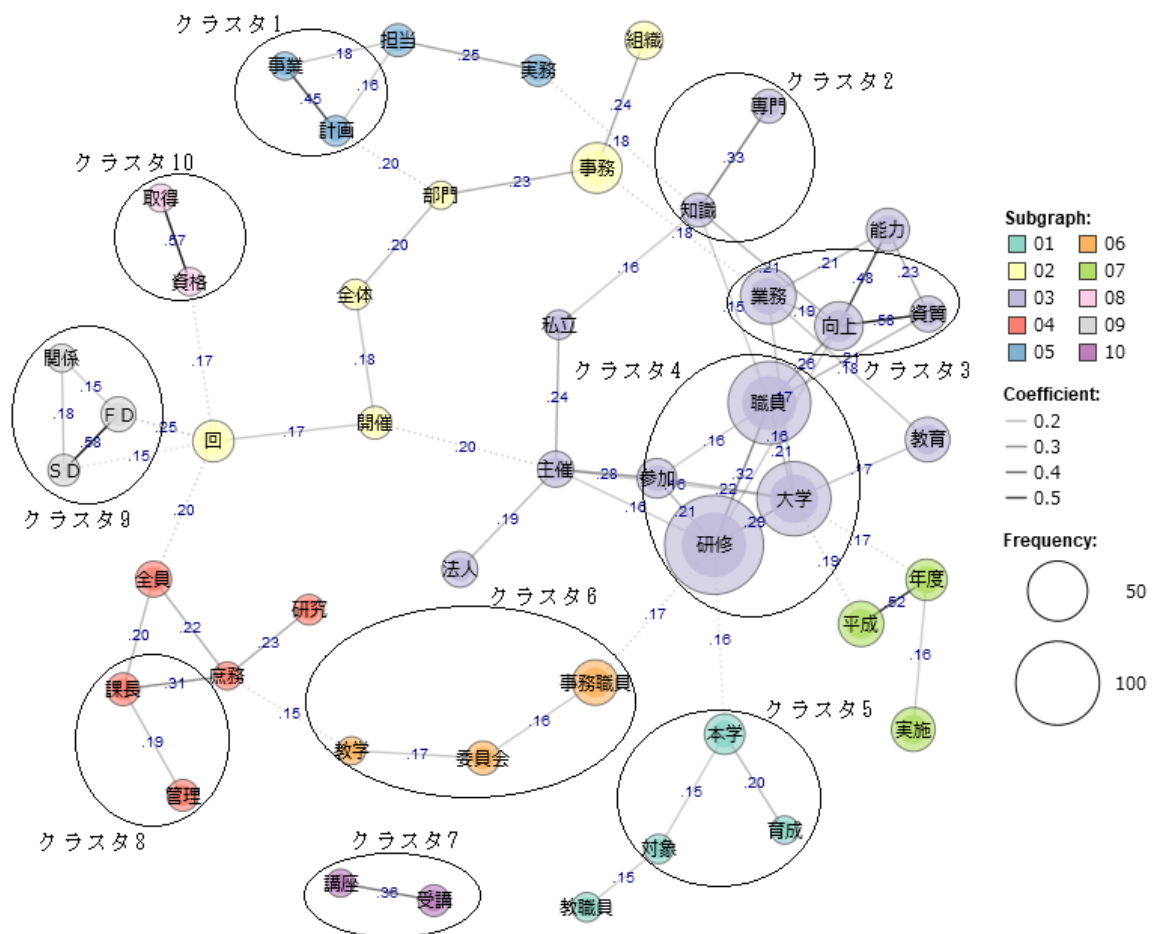 クラスタ1
担当
組織
事業
.18
.25
実務
クラスタ2
.45
.16
.24
専門
計画
.18
クラスタ10
.20
事務
.33
取得
部門
.23
知識
.18
能力
Subgraph:
01 06
02 07
03 08
04 09
05 10
.57
.20
.16
.21
.21
.48
.23
資格
全体
業務
.15
.19
向上
.58
資質
私立
関係
.17
.18
クラスタ4
.26
.21
.18
クラスタ3
.15
職員
.17
Coefficient:
0.2
0.3
0.4
0.5
.18
ＦＤ
.25
開催
.24
.58
.15
回
.17
.16
.16
.21
教育
ＳＤ
.20
主催
.28
参加
.16
.32
.22
大学
.17
クラスタ9
.16
.21
.29
研修
.20
.19
.17
Frequency:
50
100
法人
.19
年度
全員
クラスタ6
.52
研究
平成
.20
.22
.23
.17
.16
.16
課長
.31
庶務
事務職員
クラスタ5
.15
.16
本学
実施
.19
教学
.17
委員会
.20
管理
.15
クラスタ8
クラスタ7
対象
育成
講座
.36
受講
.15
教職員